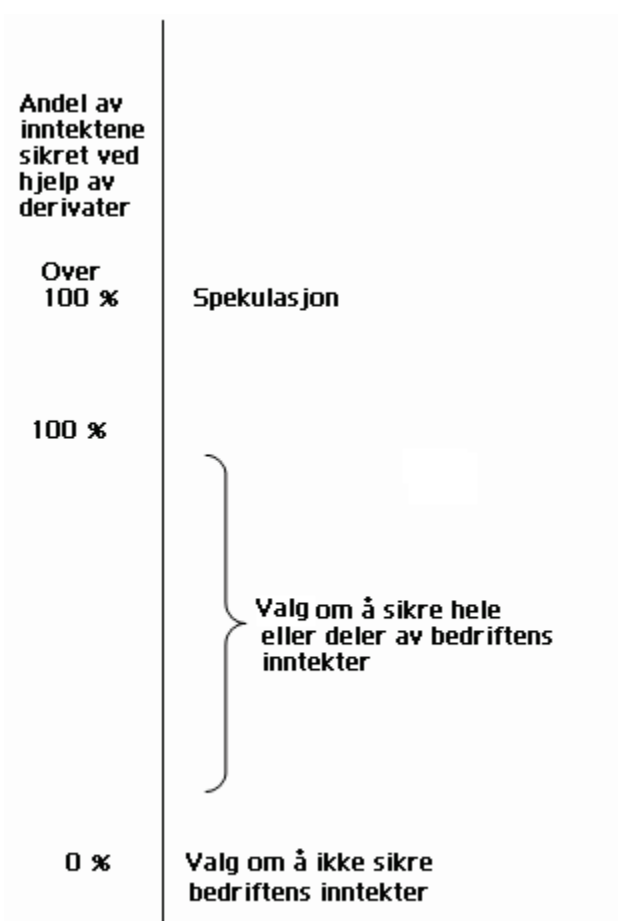 Andel av
inntektene
sikret ved
hjelp av
derivater
Over
100 %
Spekulasjon
100 %
Valg om å sikre hele
eller deler av bedriftens
inntekter
0 %
Valg om å ikke sikre
bedriftens inntekter